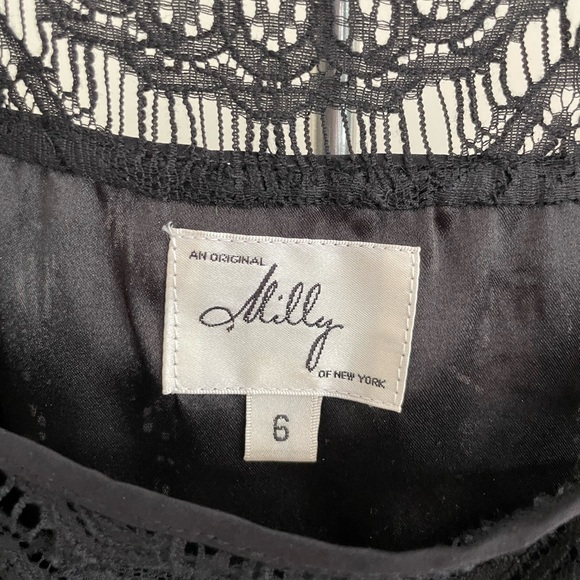 AN ORIGINAL
Milly
OF NEW YORK
6